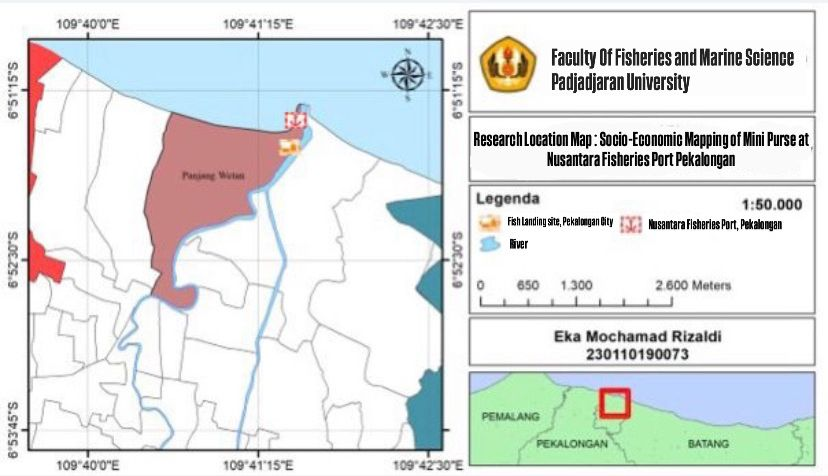 109°40'0"E 109°41'15"E 109°42'30"E
6°51'15"S 6°51'15"S
6°52'30"S 6°52'30"S
6°53'45"S 6°53'45"S
109°40'0"E 109°41'15"E 109°42'30"E
N
W E
S
Panjang Wetan
Faculty Of Fisheries and Marine Science
Padjadjaran University
Research Location Map : Socio-Economic Mapping of Mini Purse at
Nusantara Fisheries Port Pekalongan
Legenda
1:50.000
Fish Landing site, Pekalongan City
Nusantara Fisheries Port, Pekalongan
River
0 650 1.300 2.600 Meters
Eka Mochamad Rizaldi
230110190073
PEMALANG
PEKALONGAN
BATANG